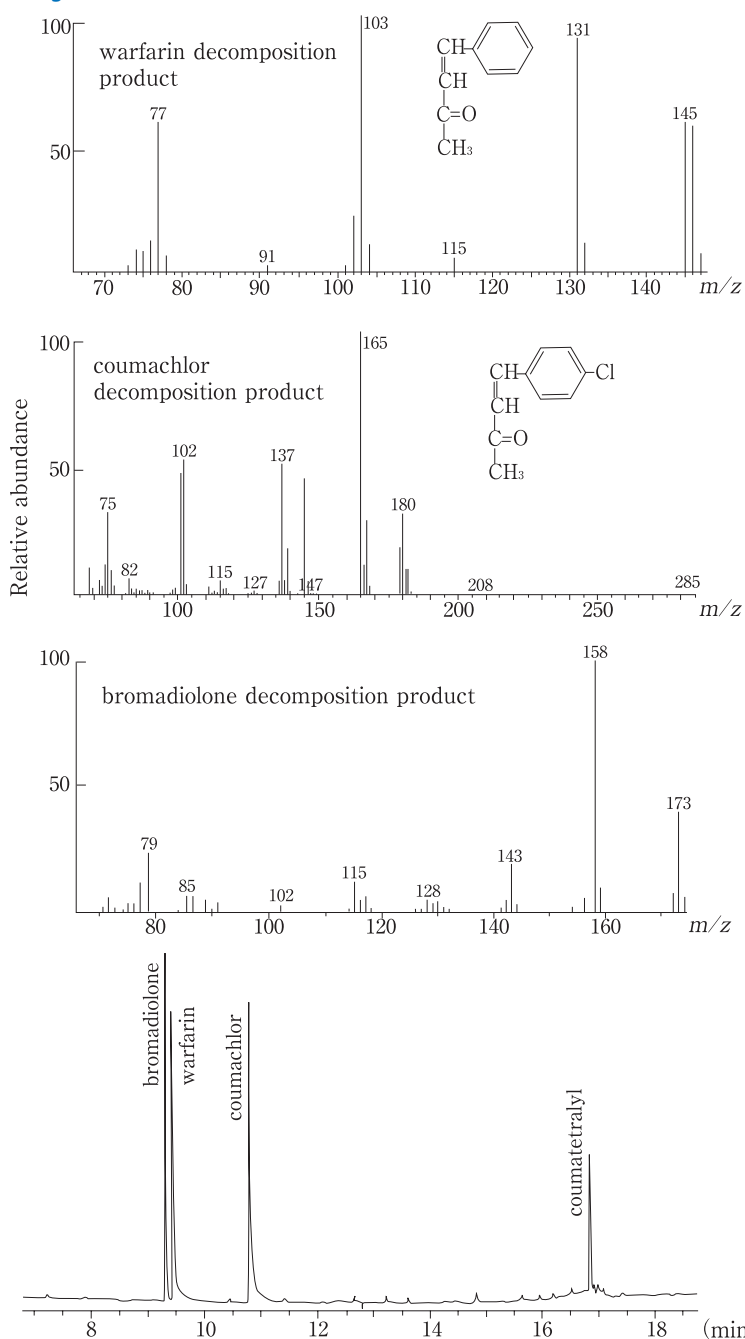 100
50
warfarin decomposition
product
77
91
103
115
131
145
CH
CH
C=O
CH₃
70 80 90 100 110 120 130 140 m/z
Relative abundance
100
50
coumachlor
decomposition product
75
82
102
115
127
137
147
165
180
208
285
CH
Cl
CH
C=O
CH₃
100 150 200 250 m/z
100
50
bromadiolone decomposition product
79
85
102
115
128
143
158
173
80 100 120 140 160 m/z
bromadiolone
warfarin
coumachlor
coumatetralyl
8 10 12 14 16 18 (min